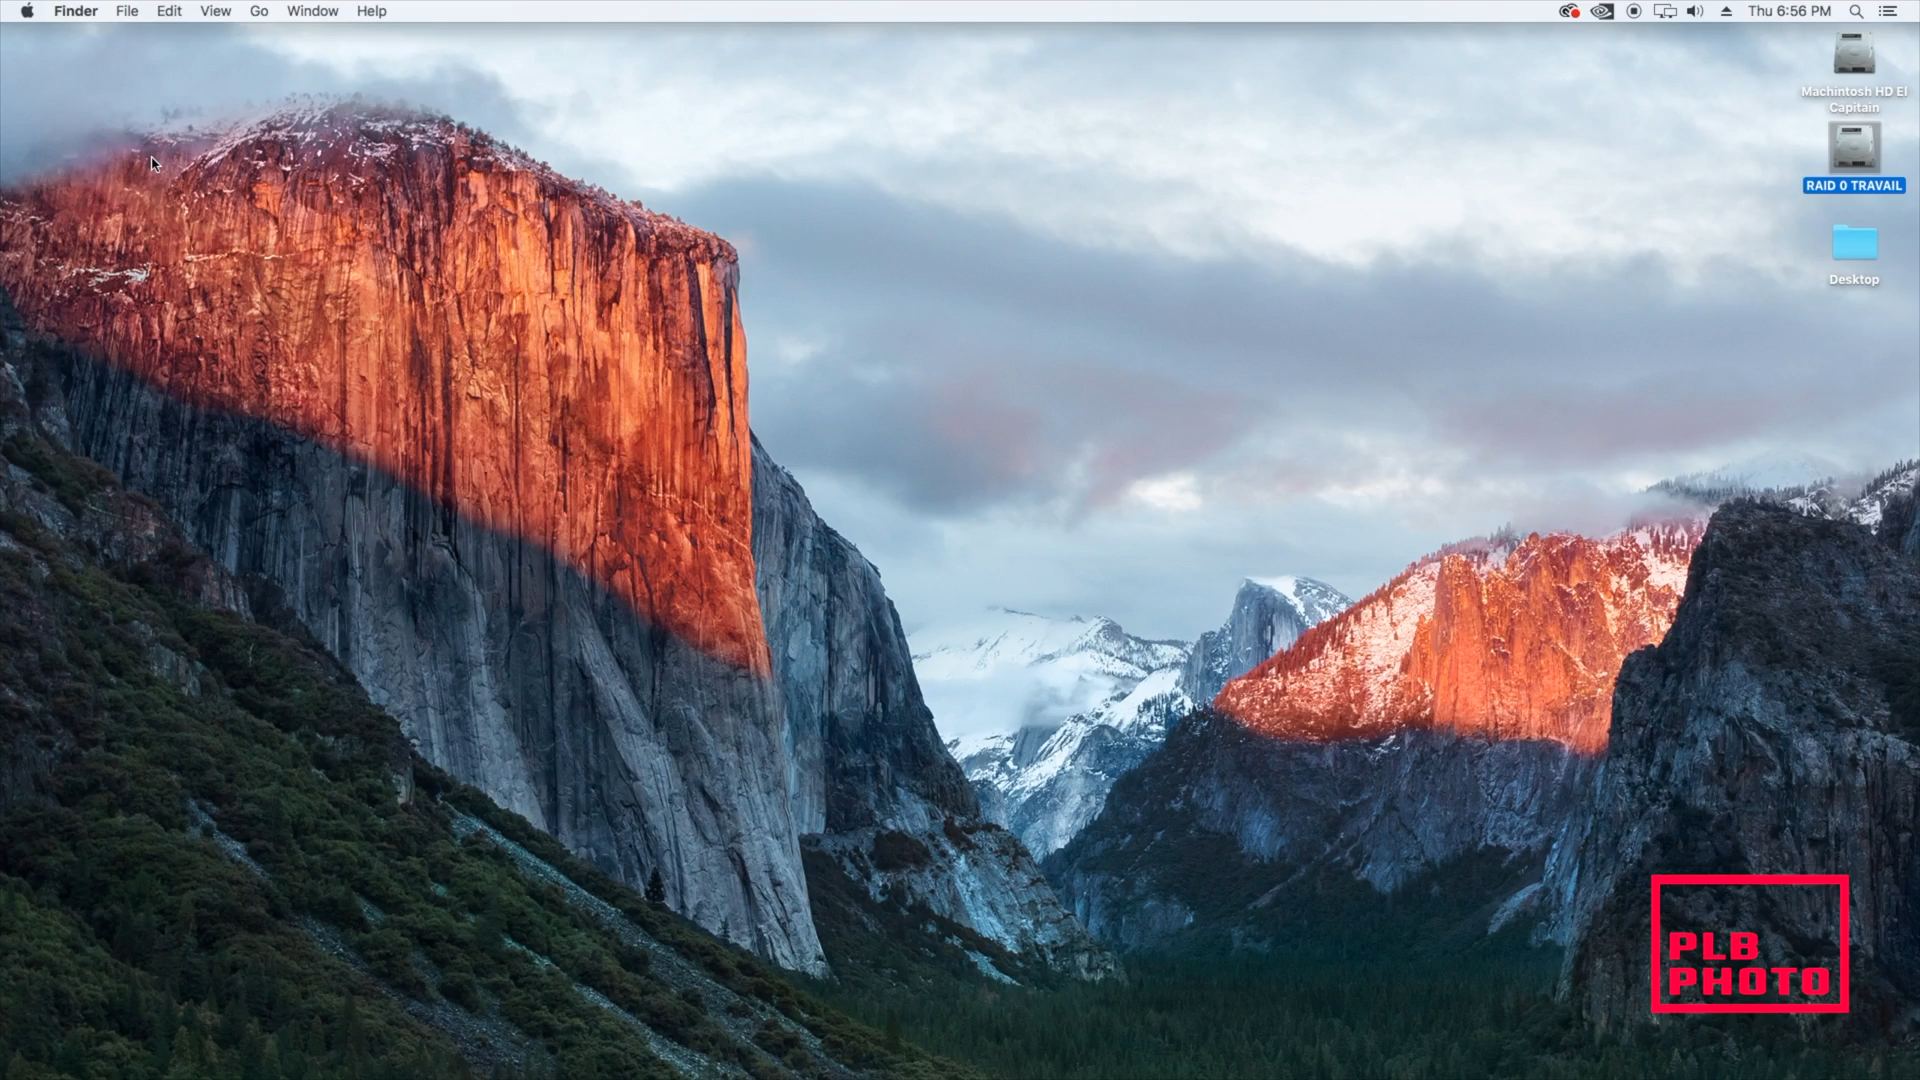 Finder File Edit View Go Window Help Thu 6:56 PM
Machintosh HD El
Capitain
RAID 0 TRAVAIL
Desktop
PLB
PHOTO